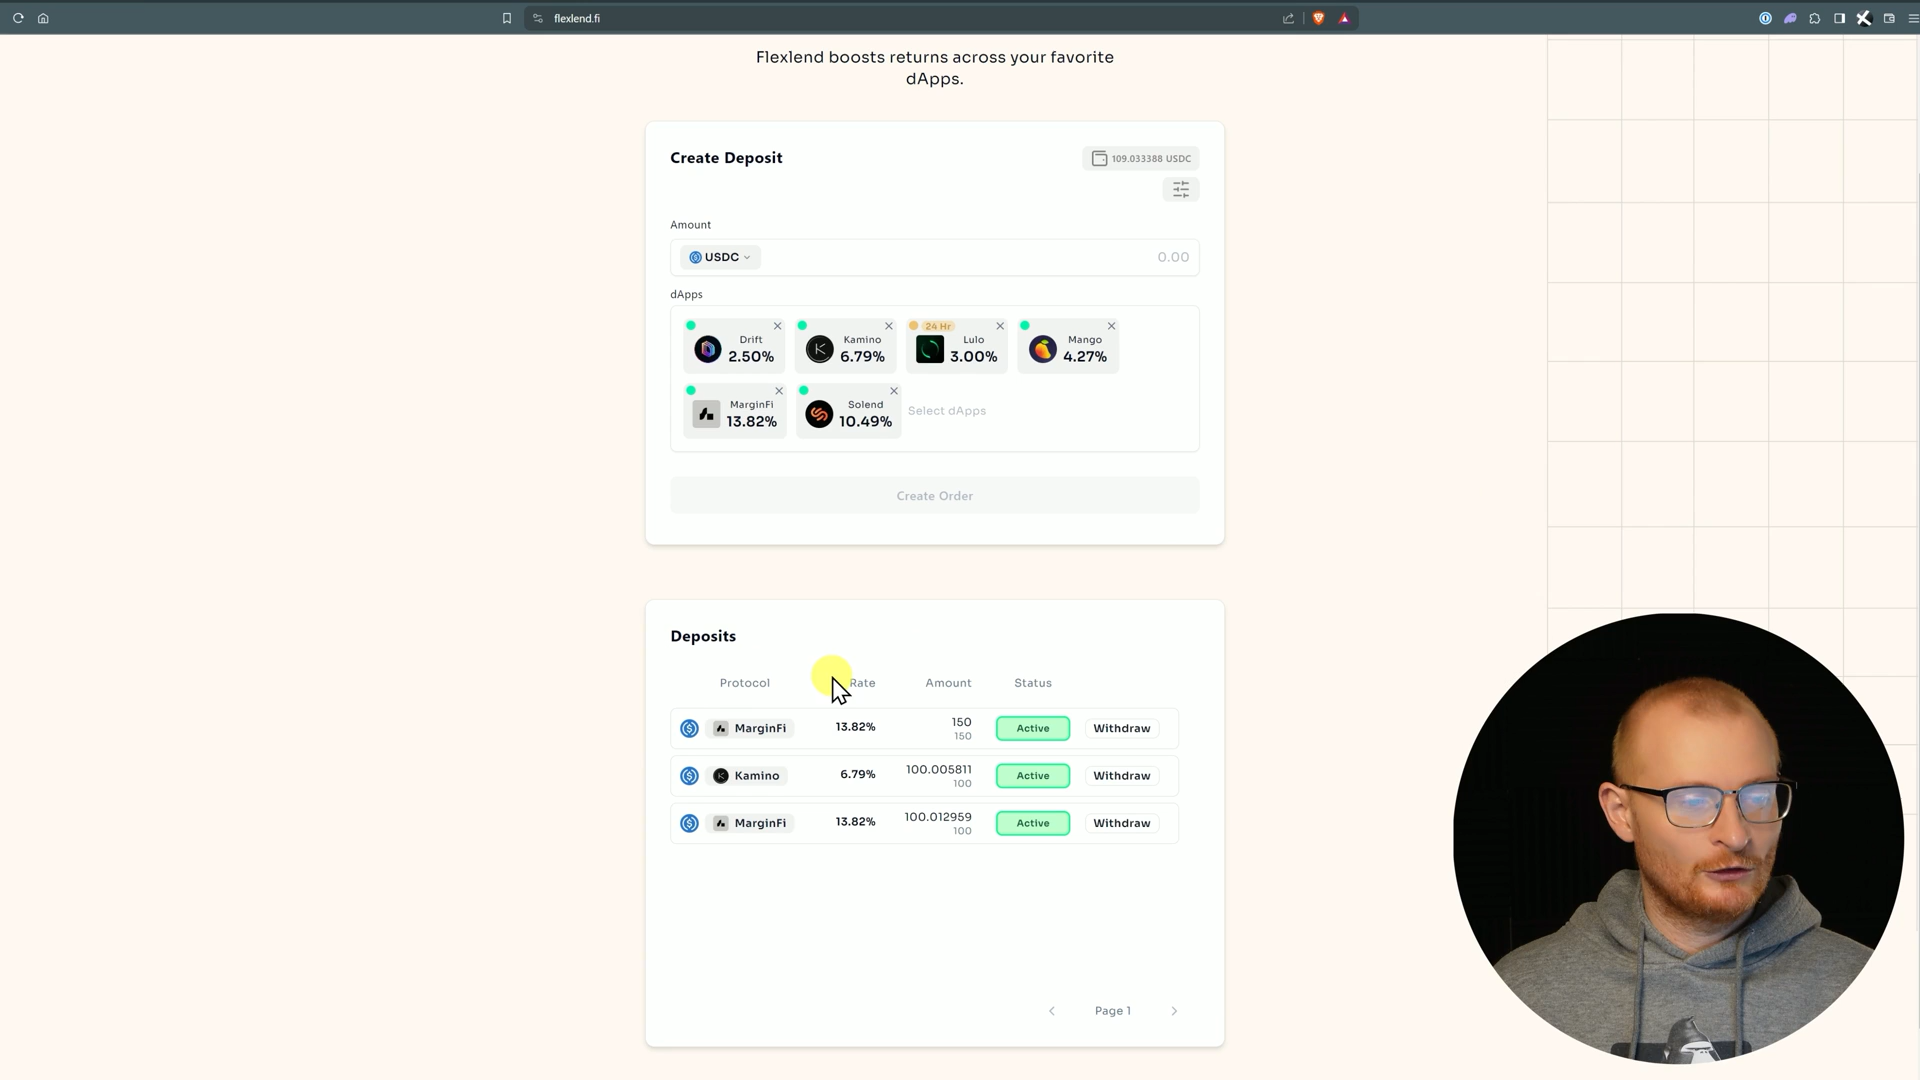 flexlend.fi
Flexlend boosts returns across your favorite
dApps.
Create Deposit
109.033388 USDC
Amount
USDC
0.00
dApps
Drift
2.50%
Kamino
6.79%
24 Hr
Lulo
3.00%
Mango
4.27%
MarginFi
13.82%
Solend
10.49%
Select dApps
Create Order
Deposits
Protocol Rate Amount Status
MarginFi 13.82% 150 Active Withdraw
150
Kamino 6.79% 100.005811 Active Withdraw
100
MarginFi 13.82% 100.012959 Active Withdraw
100
Page 1